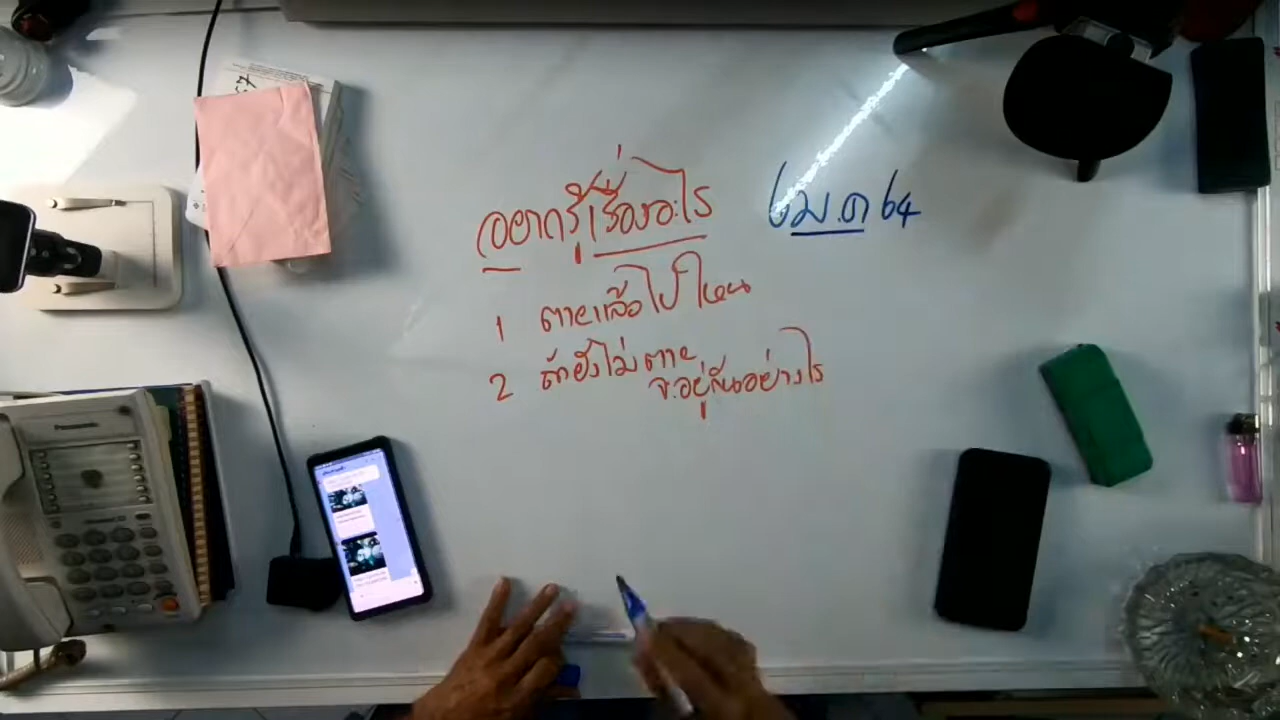 อยากรู้เรื่องอะไร
6 ม.ค 64
1 ตายแล้วไปไหน
2 ถ้ายังไม่ตาย
จะอยู่กันอย่างไร
Panasonic